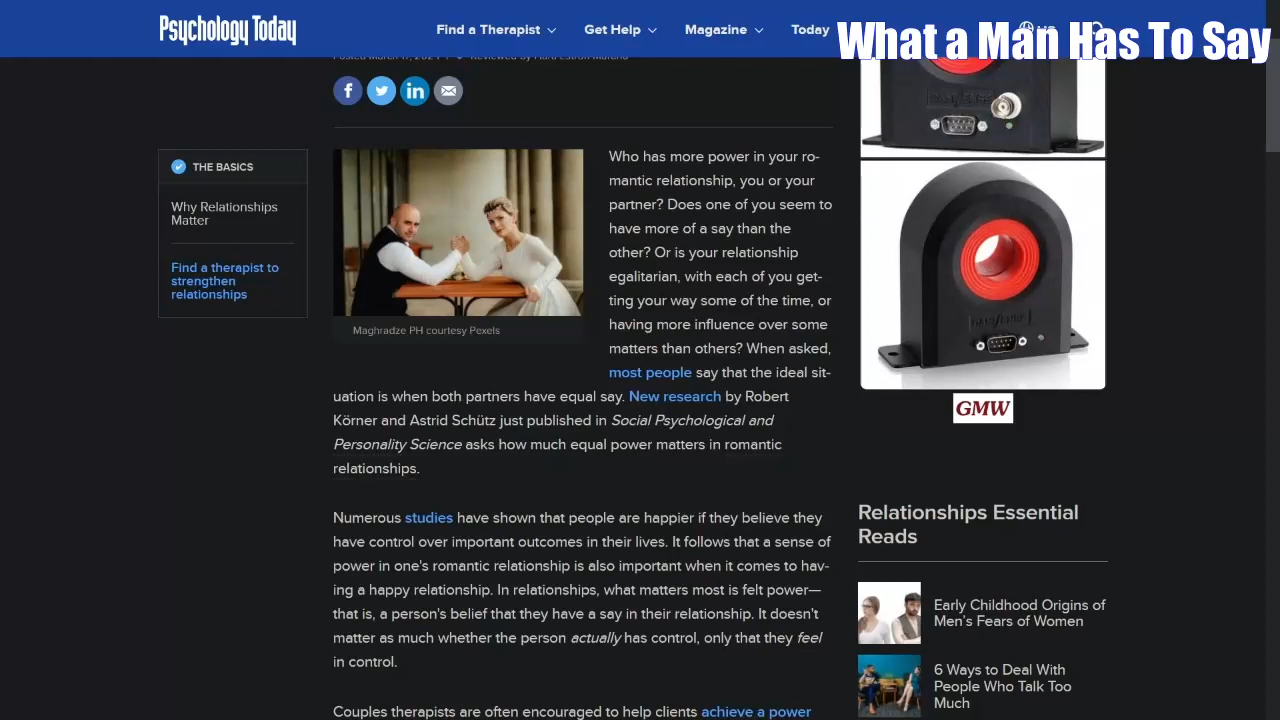 Psychology Today
Find a Therapist
Get Help
Magazine
Today
What a Man Has To Say
THE BASICS
Why Relationships
Matter
Find a therapist to
strengthen
relationships
Maghradze PH courtesy Pexels
Who has more power in your ro-
mantic relationship, you or your
partner? Does one of you seem to
have more of a say than the
other? Or is your relationship
egalitarian, with each of you get-
ting your way some of the time, or
having more influence over some
matters than others? When asked,
most people say that the ideal sit-
uation is when both partners have equal say. New research by Robert
Körner and Astrid Schütz just published in Social Psychological and
Personality Science asks how much equal power matters in romantic
relationships.
Numerous studies have shown that people are happier if they believe they
have control over important outcomes in their lives. It follows that a sense of
power in one's romantic relationship is also important when it comes to hav-
ing a happy relationship. In relationships, what matters most is felt power—
that is, a person's belief that they have a say in their relationship. It doesn't
matter as much whether the person actually has control, only that they feel
in control.
Couples therapists are often encouraged to help clients achieve a power
GMW
Relationships Essential
Reads
Early Childhood Origins of
Men's Fears of Women
6 Ways to Deal With
People Who Talk Too
Much